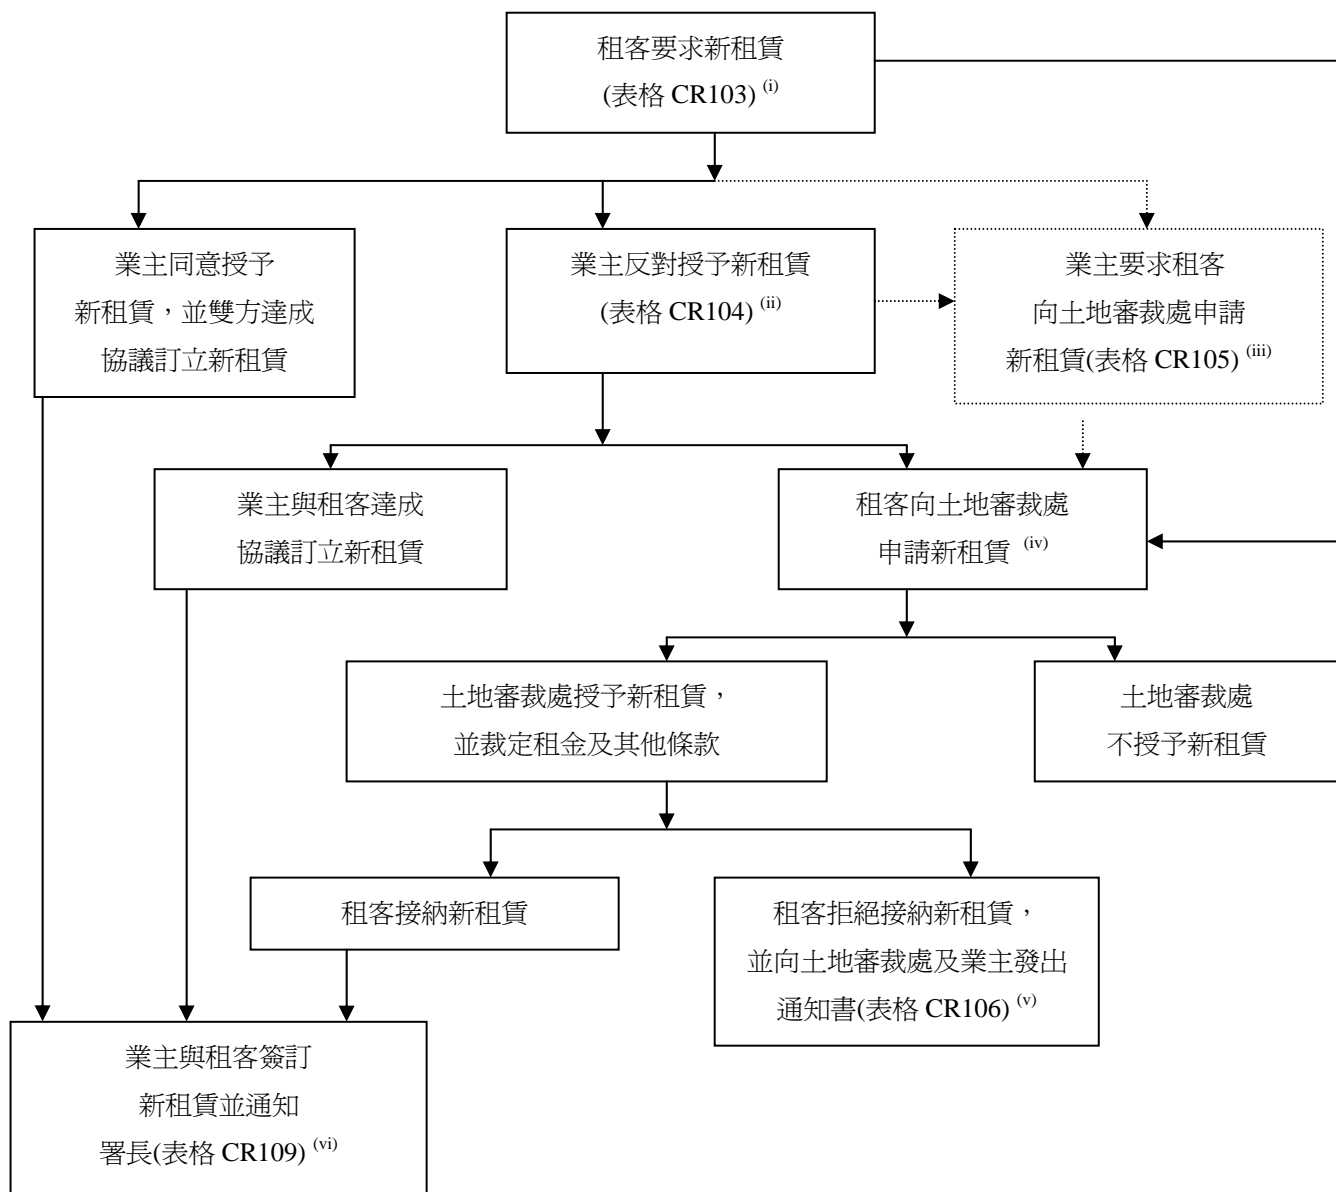 租客要求新租賃
(表格 CR103) (i)
業主同意授予
新租賃，並雙方達成
協議訂立新租賃
業主反對授予新租賃
(表格 CR104) (ii)
業主要求租客
向土地審裁處申請
新租賃(表格 CR105) (iii)
業主與租客達成
協議訂立新租賃
租客向土地審裁處
申請新租賃 (iv)
土地審裁處授予新租賃，
並裁定租金及其他條款
土地審裁處
不授予新租賃
租客接納新租賃
租客拒絕接納新租賃，
並向土地審裁處及業主發出
通知書(表格 CR106) (v)
業主與租客簽訂
新租賃並通知
署長(表格 CR109) (vi)